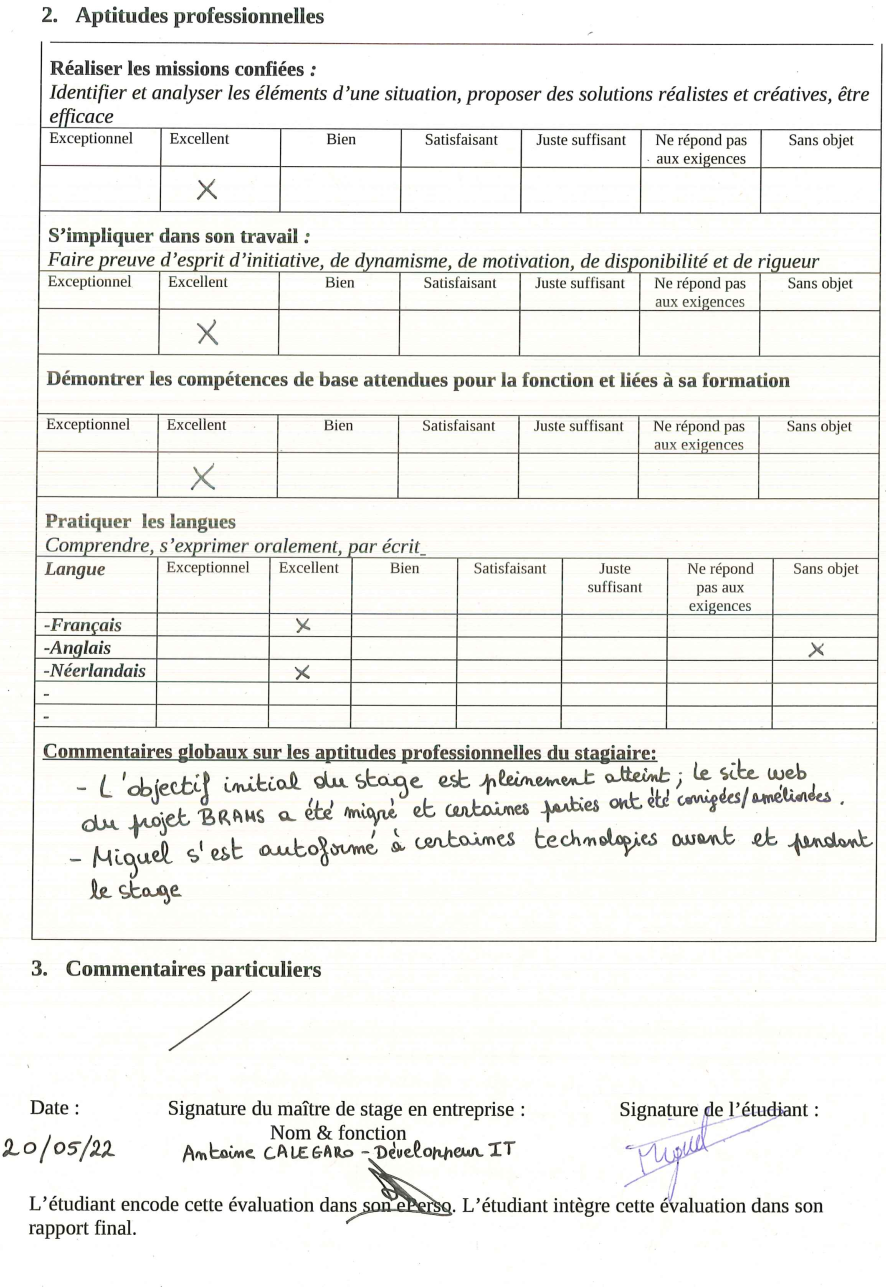 2. Aptitudes professionnelles
Réaliser les missions confiées :
Identifier et analyser les éléments d'une situation, proposer des solutions réalistes et créatives, être
efficace
Exceptionnel Excellent Bien Satisfaisant Juste suffisant Ne répond pas
aux exigences Sans objet
X
S'impliquer dans son travail :
Faire preuve d'esprit d'initiative, de dynamisme, de motivation, de disponibilité et de rigueur
Exceptionnel Excellent Bien Satisfaisant Juste suffisant Ne répond pas
aux exigences Sans objet
X
Démontrer les compétences de base attendues pour la fonction et liées à sa formation
Exceptionnel Excellent Bien Satisfaisant Juste suffisant Ne répond pas
aux exigences Sans objet
X
Pratiquer les langues
Comprendre, s'exprimer oralement, par écrit_
Langue Exceptionnel Excellent Bien Satisfaisant Juste
suffisant Ne répond
pas aux
exigences Sans objet
-Français X
-Anglais X
-Néerlandais X
-
-
Commentaires globaux sur les aptitudes professionnelles du stagiaire:
- L'objectif initial du stage est pleinement atteint ; le site web
du projet BRAMS a été migré et certaines parties ont été corrigées/améliorées.
- Miguel s'est autoformé à certaines technologies avant et pendant
le stage
3. Commentaires particuliers
Date : Signature du maître de stage en entreprise : Signature de l'étudiant :
Nom & fonction
20/05/22 Antoine CALEGARO - Développeur IT Miguel
L'étudiant encode cette évaluation dans son ePerso. L'étudiant intègre cette évaluation dans son
rapport final.